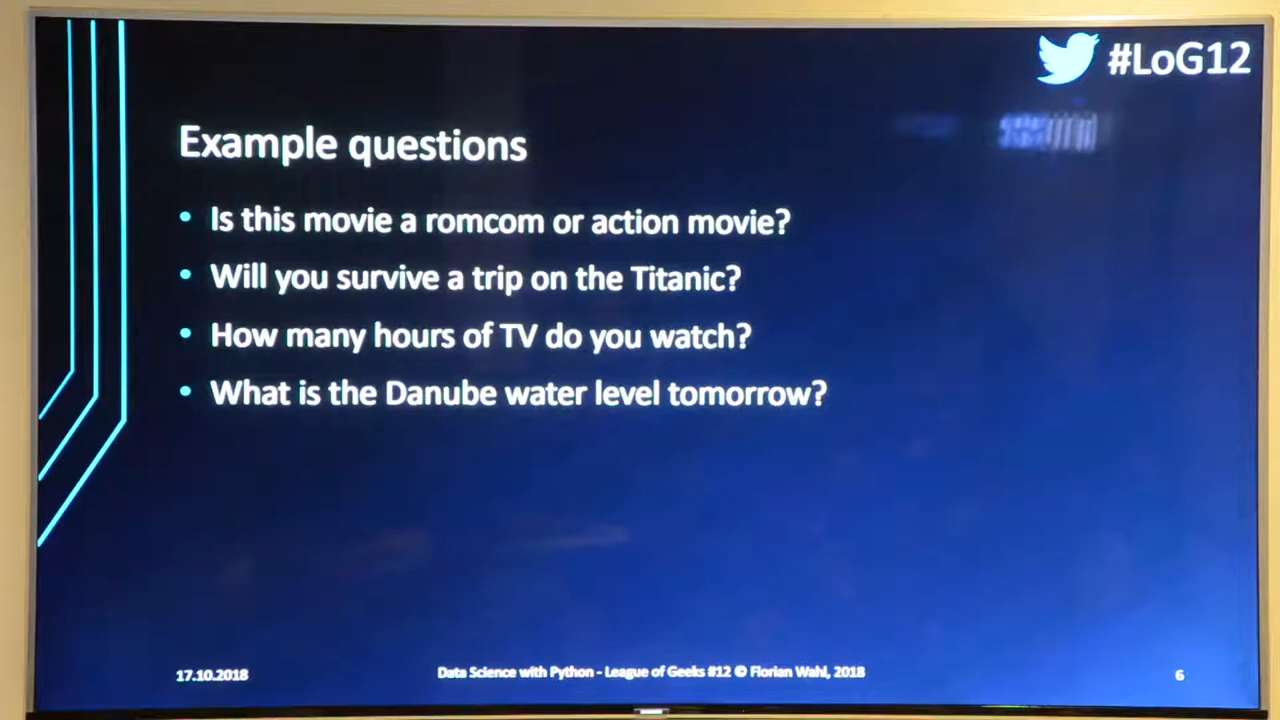 #LoG12
Example questions
• Is this movie a romcom or action movie?
• Will you survive a trip on the Titanic?
• How many hours of TV do you watch?
• What is the Danube water level tomorrow?
17.10.2018
Data Science with Python - League of Geeks #12 © Florian Wahl, 2018
6